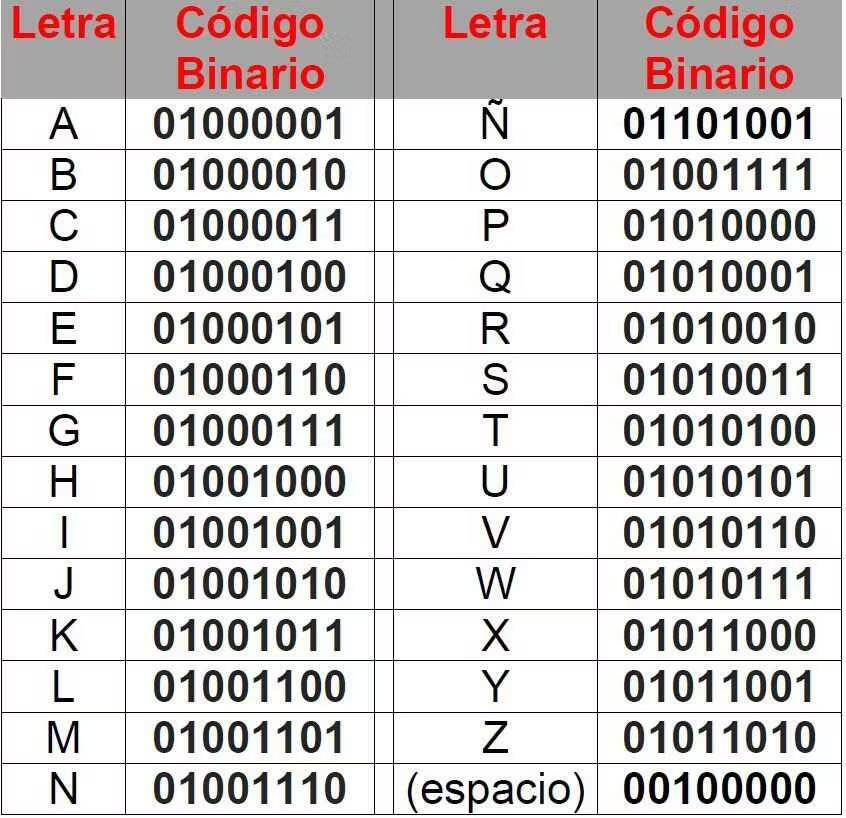 Letra Código Binario Letra Código Binario
A 01000001 Ñ 01101001
B 01000010 O 01001111
C 01000011 P 01010000
D 01000100 Q 01010001
E 01000101 R 01010010
F 01000110 S 01010011
G 01000111 T 01010100
H 01001000 U 01010101
I 01001001 V 01010110
J 01001010 W 01010111
K 01001011 X 01011000
L 01001100 Y 01011001
M 01001101 Z 01011010
N 01001110 (espacio) 00100000